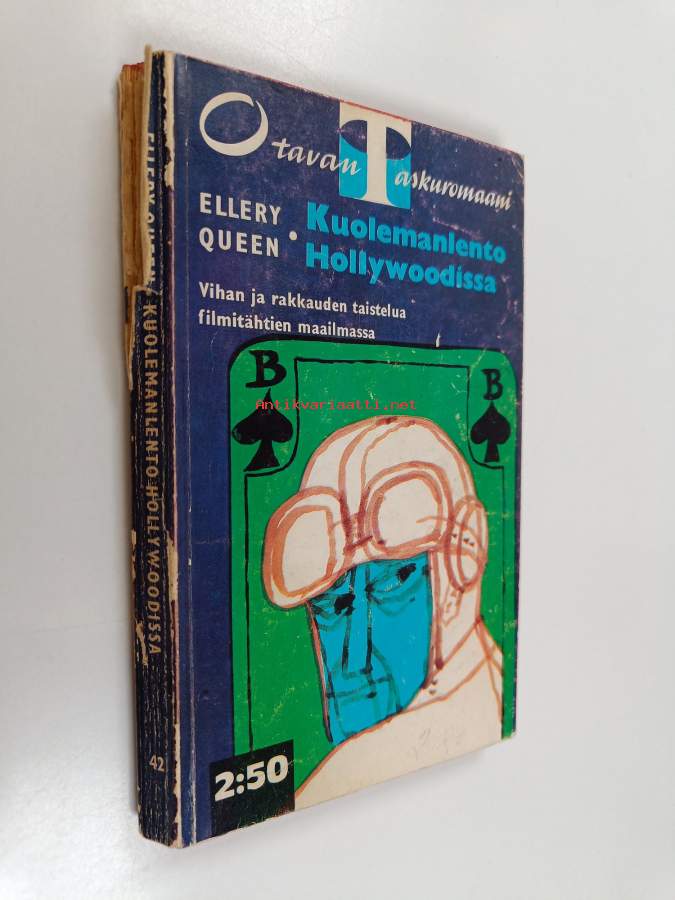 Otavan Taskuromaani
ELLERY
QUEEN •
Kuolemanlento
Hollywoodissa
Vihan ja rakkauden taistelua
filmitähtien maailmassa
B
B
Antikvariaatti.net
2:50
ELLERY QUEEN / KUOLEMANLENTO HOLLYWOODISSA
42